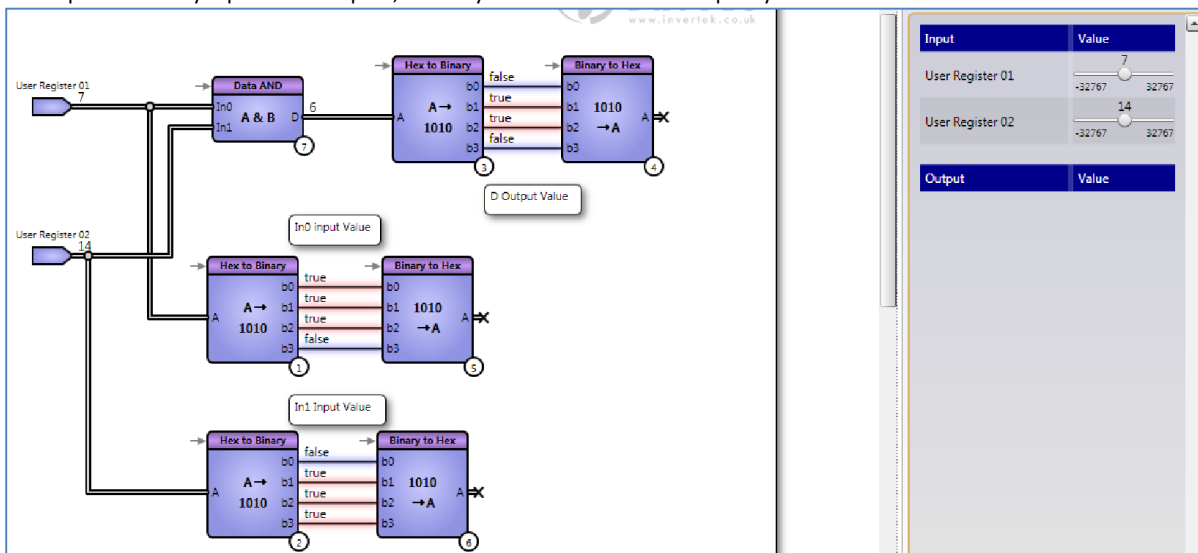 www.invertek.co.uk
Hex to Binary
Binary to Hex
User Register 01
7
Data AND
In0
In1
A & B
D
7
6
A
A→
1010
b0
b1
b2
b3
3
false
true
true
false
b0
b1
b2
b3
1010
→A
A
4
D Output Value
User Register 02
14
In0 input Value
Hex to Binary
Binary to Hex
A
A→
1010
b0
b1
b2
b3
1
true
true
true
false
b0
b1
b2
b3
1010
→A
A
5
In1 Input Value
Hex to Binary
Binary to Hex
A
A→
1010
b0
b1
b2
b3
2
false
true
true
true
b0
b1
b2
b3
1010
→A
A
6
Input Value
User Register 01
7
-32767 32767
User Register 02
14
-32767 32767
Output Value